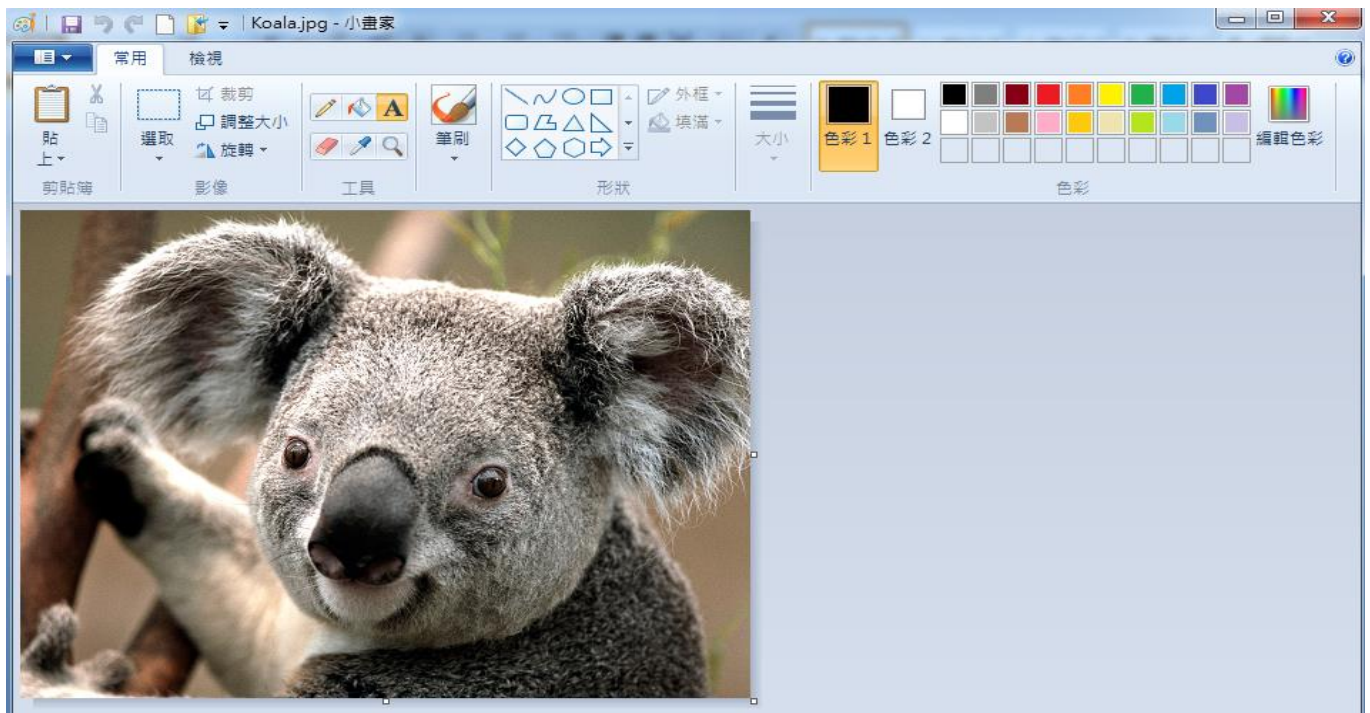 Koala.jpg - 小畫家
常用 檢視
貼上
選取
裁剪
調整大小
旋轉
A
筆刷
外框
填滿
大小
色彩 1
色彩 2
編輯色彩
剪貼簿
影像
工具
形狀
色彩